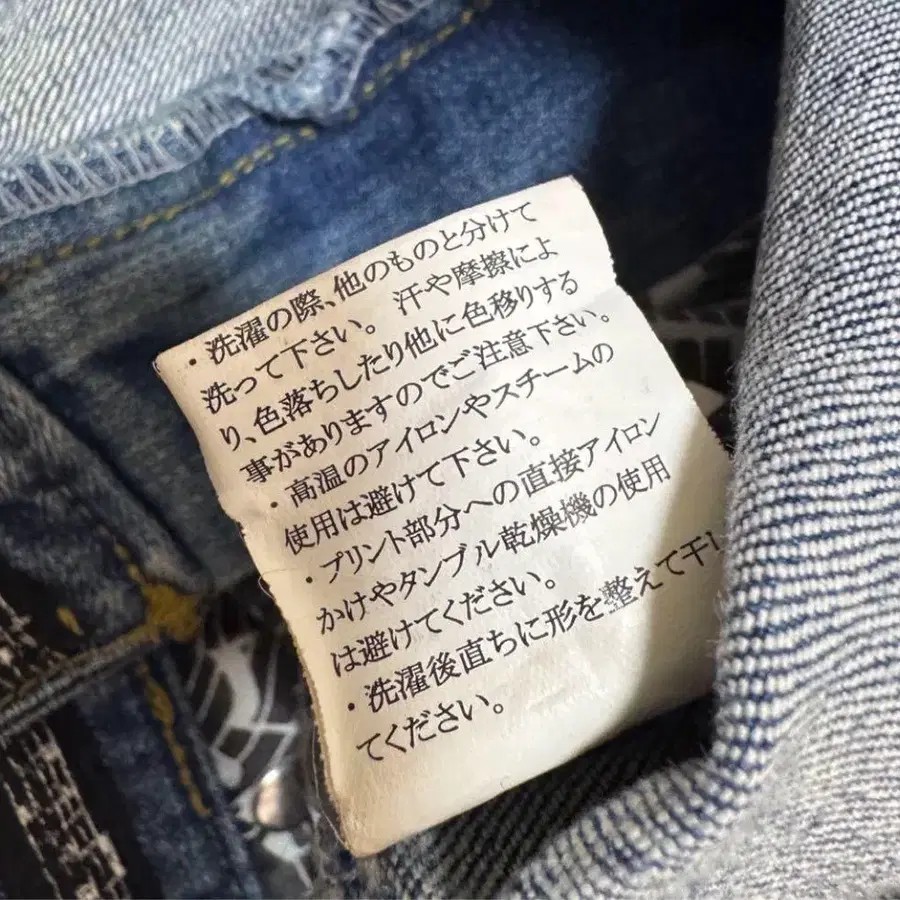 ・洗濯の際、他のものと分けて
洗って下さい。汗や摩擦によ
り、色落ちしたり他に色移りする
事がありますのでご注意下さい。
・高温のアイロンやスチームの
使用は避けて下さい。
・プリント部分への直接アイロン
かけやタンブル乾燥機の使用
は避けてください。
・洗濯後直ちに形を整えて干し
てください。